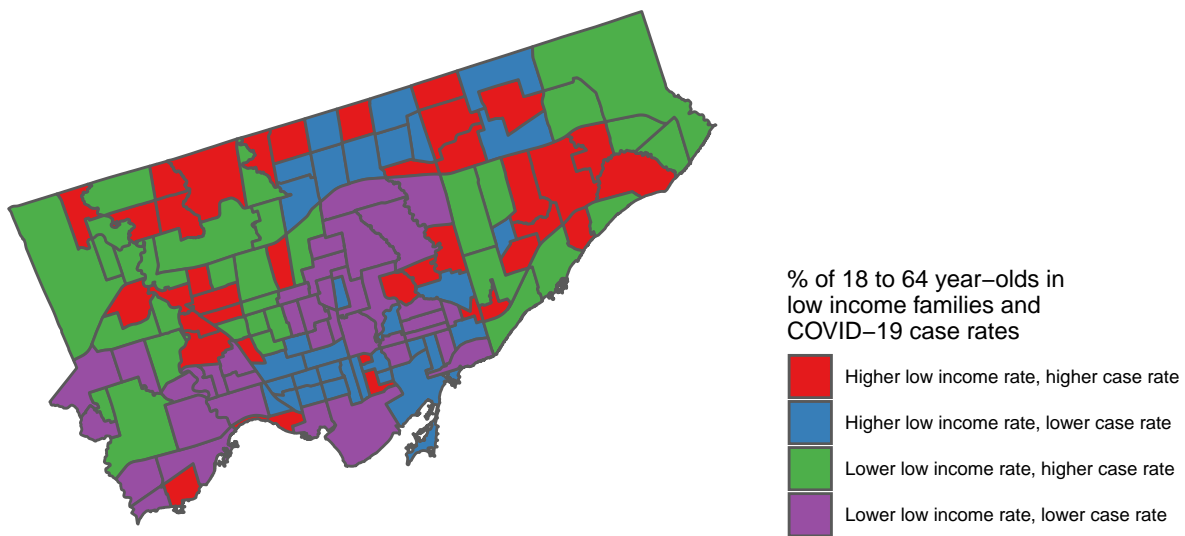 % of 18 to 64 year−olds in
low income families and
COVID−19 case rates
Higher low income rate, higher case rate
Higher low income rate, lower case rate
Lower low income rate, higher case rate
Lower low income rate, lower case rate